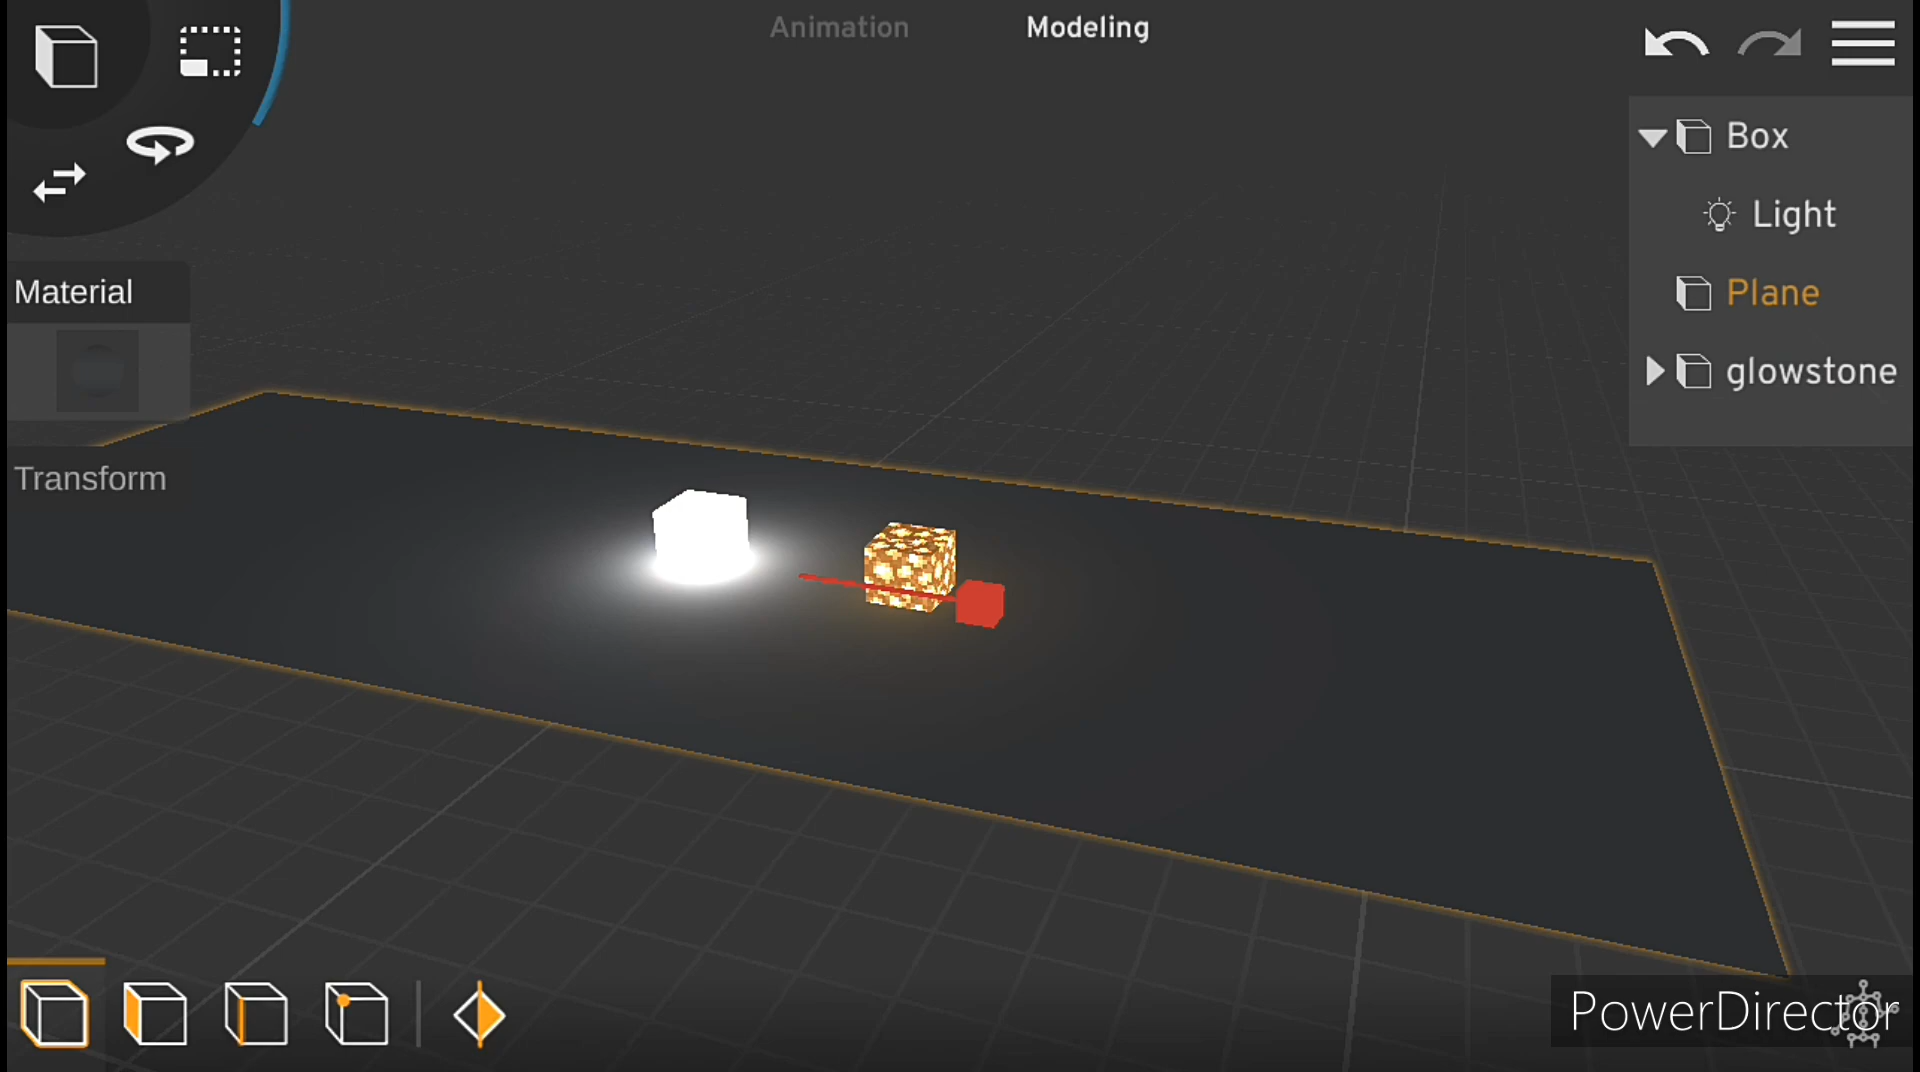 Animation
Modeling
Box
Light
Plane
glowstone
Material
Transform
PowerDirector